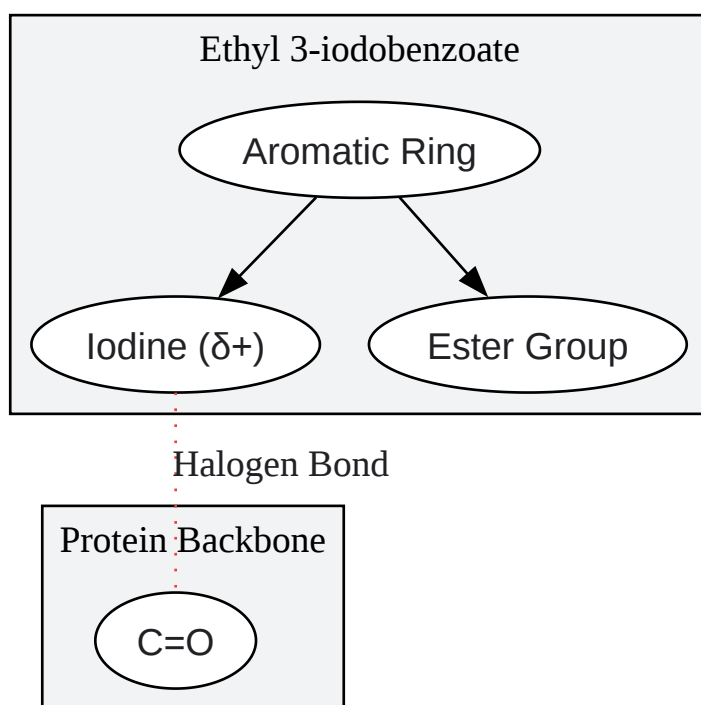 Ethyl 3-iodobenzoate
Aromatic Ring
Iodine (δ+)
Ester Group
Halogen Bond
Protein Backbone
C=O